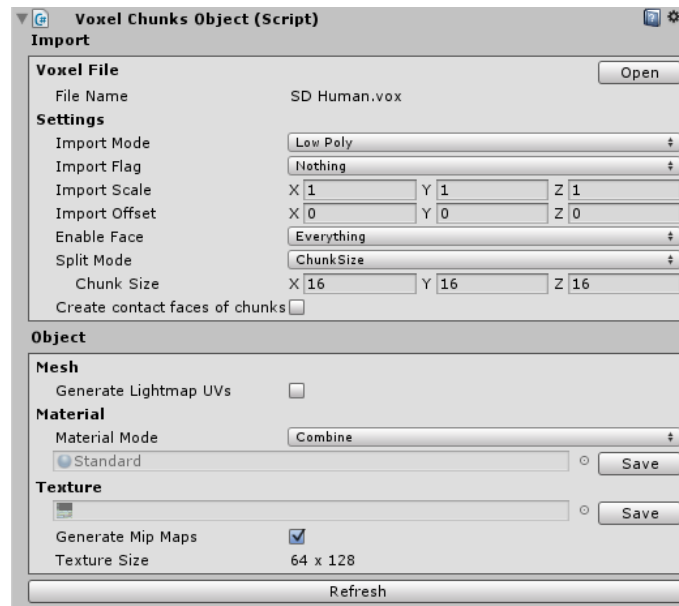 Voxel Chunks Object (Script)
Import
Voxel File Open
File Name SD Human.vox
Settings
Import Mode Low Poly
Import Flag Nothing
Import Scale X 1 Y 1 Z 1
Import Offset X 0 Y 0 Z 0
Enable Face Everything
Split Mode ChunkSize
Chunk Size X 16 Y 16 Z 16
Create contact faces of chunks
Object
Mesh
Generate Lightmap UVs
Material
Material Mode Combine
Standard Save
Texture
Save
Generate Mip Maps
Texture Size 64 x 128
Refresh